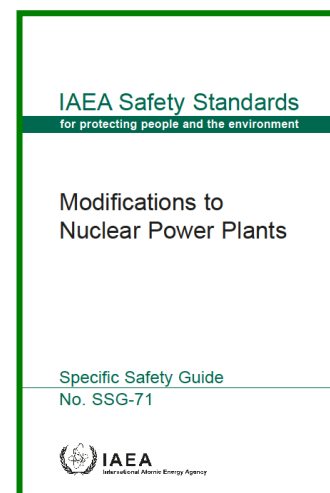 IAEA Safety Standards
for protecting people and the environment
Modifications to
Nuclear Power Plants
Specific Safety Guide
No. SSG-71
IAEA
International Atomic Energy Agency